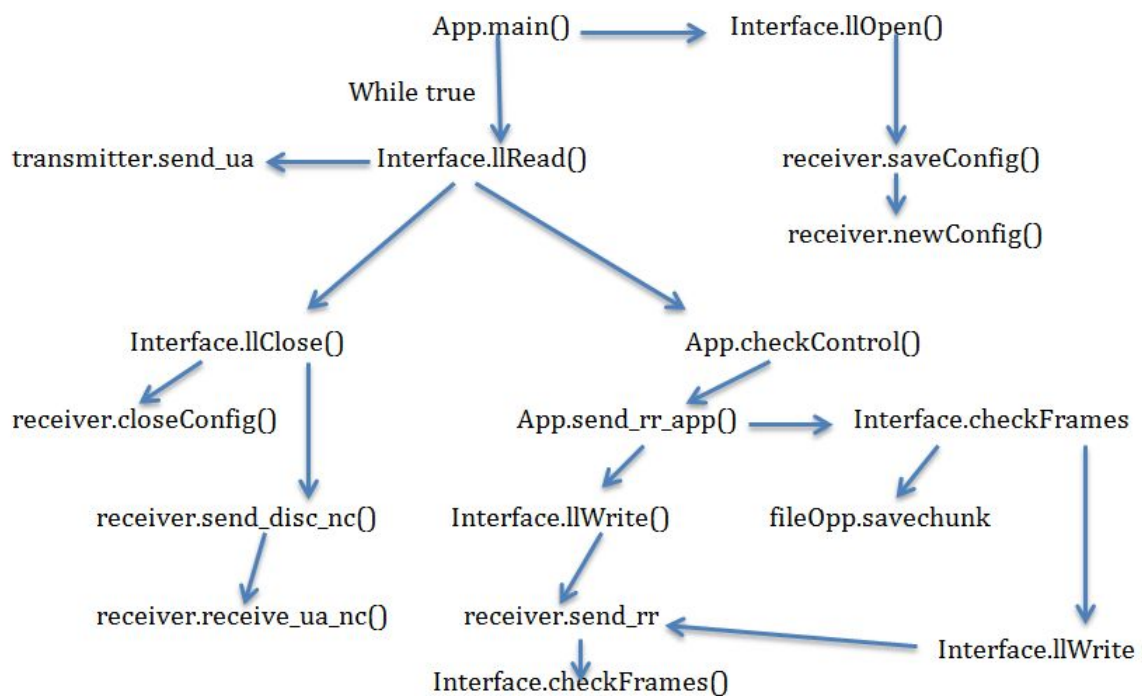 App.main()
Interface.llOpen()
While true
transmitter.send_ua
Interface.llRead()
receiver.saveConfig()
receiver.newConfig()
Interface.llClose()
App.checkControl()
receiver.closeConfig()
App.send_rr_app()
Interface.checkFrames
receiver.send_disc_nc()
Interface.llWrite()
fileOpp.savechunk
receiver.receive_ua_nc()
receiver.send_rr
Interface.llWrite
Interface.checkFrames()